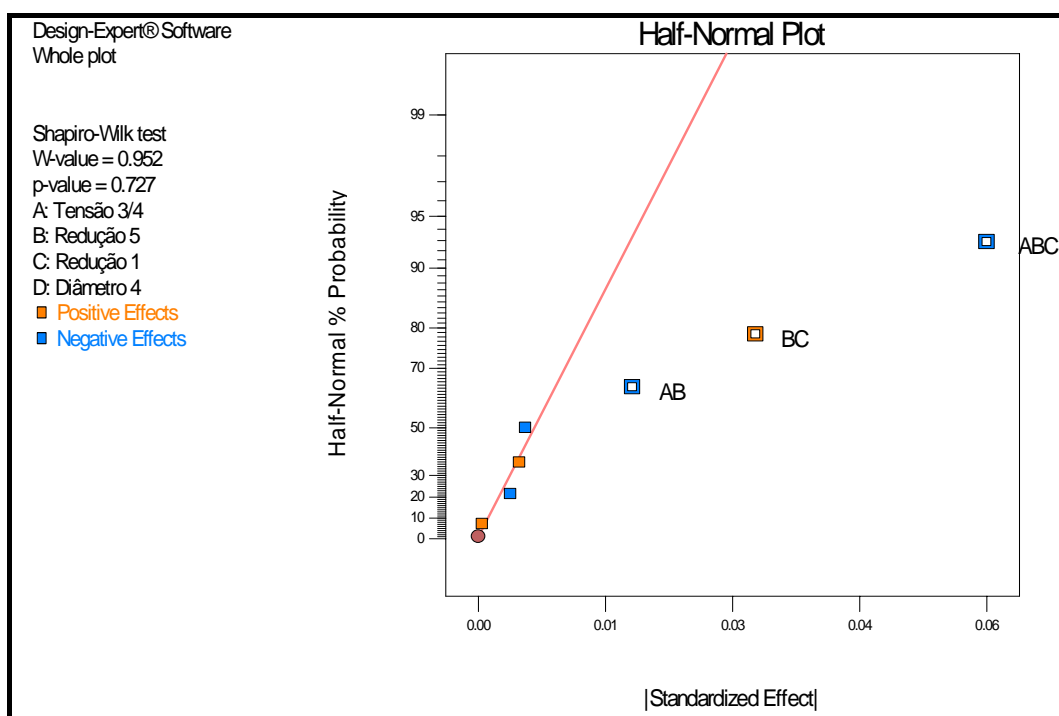 Design-Expert® Software
Whole plot
Shapiro-Wilk test
W-value = 0.952
p-value = 0.727
A: Tensão 3/4
B: Redução 5
C: Redução 1
D: Diâmetro 4
Positive Effects
Negative Effects
Half-Normal Plot
Half-Normal % Probability
99
95
90
80
70
50
30
20
10
0
ABC
BC
AB
0.00
0.01
0.03
0.04
0.06
|Standardized Effect|